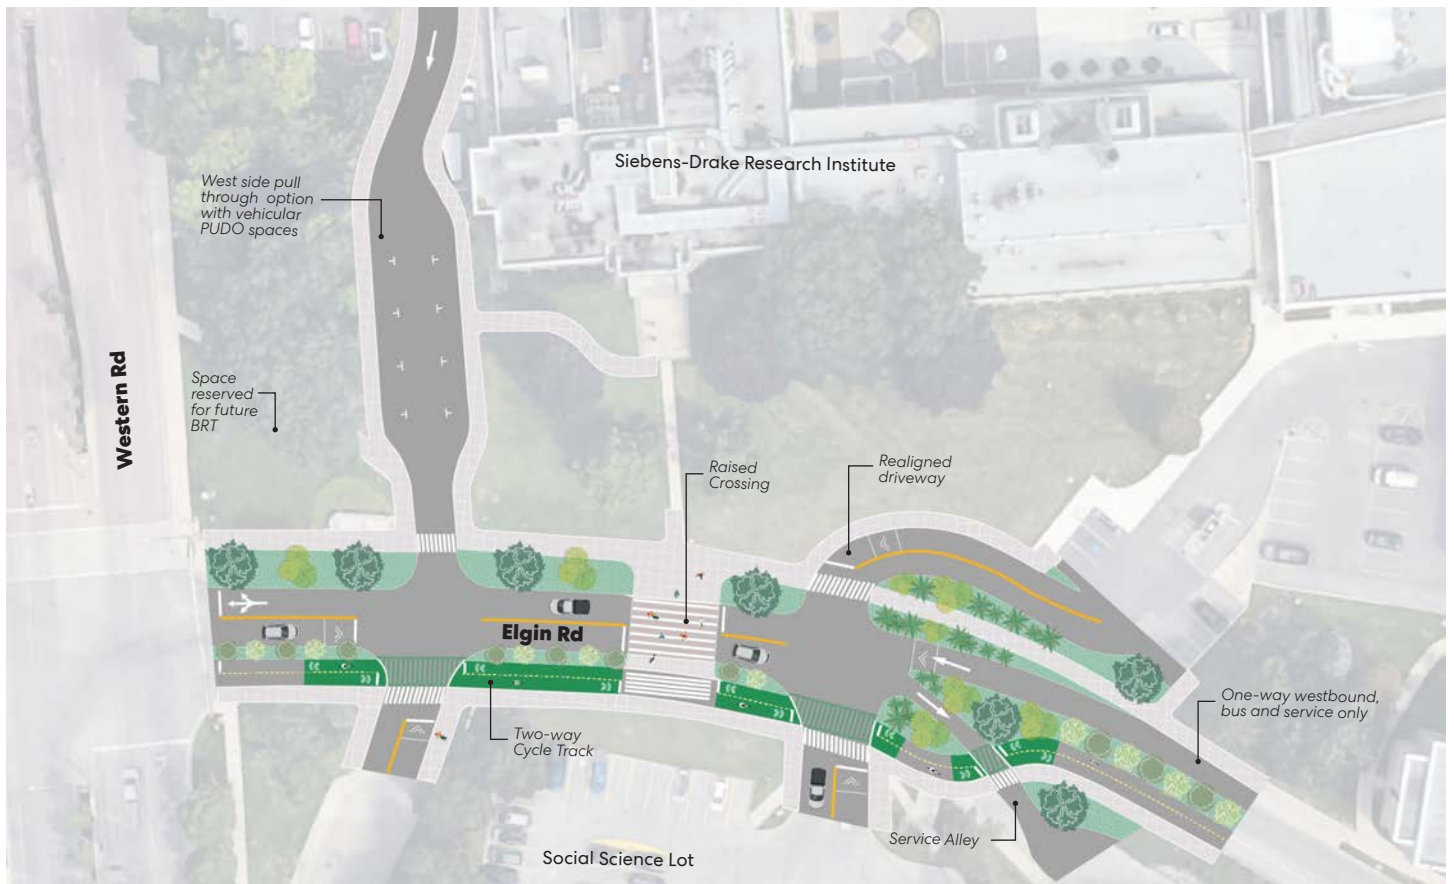 Siebens-Drake Research Institute
West side pull
through option
with vehicular
PUDO spaces
Western Rd
Space
reserved
for future
BRT
Raised
Crossing
Realigned
driveway
Elgin Rd
Two-way
Cycle Track
One-way westbound,
bus and service only
Service Alley
Social Science Lot